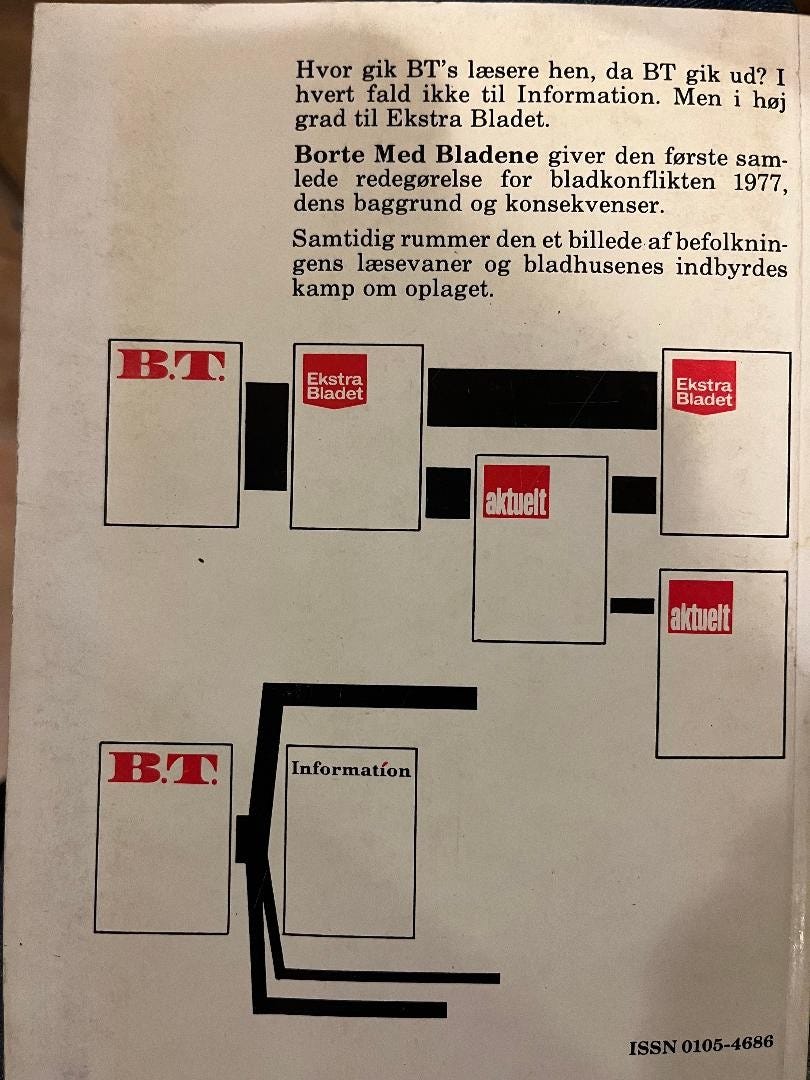 Hvor gik BT's læsere hen, da BT gik ud? I
hvert fald ikke til Information. Men i høj
grad til Ekstra Bladet.
Borte Med Bladene giver den første sam-
lede redegørelse for bladkonflikten 1977,
dens baggrund og konsekvenser.
Samtidig rummer den et billede af befolknin-
gens læsevaner og bladhusenes indbyrdes
kamp om oplaget.
B.T.
Ekstra
Bladet
Ekstra
Bladet
aktuelt
aktuelt
B.T.
Information
ISSN 0105-4686